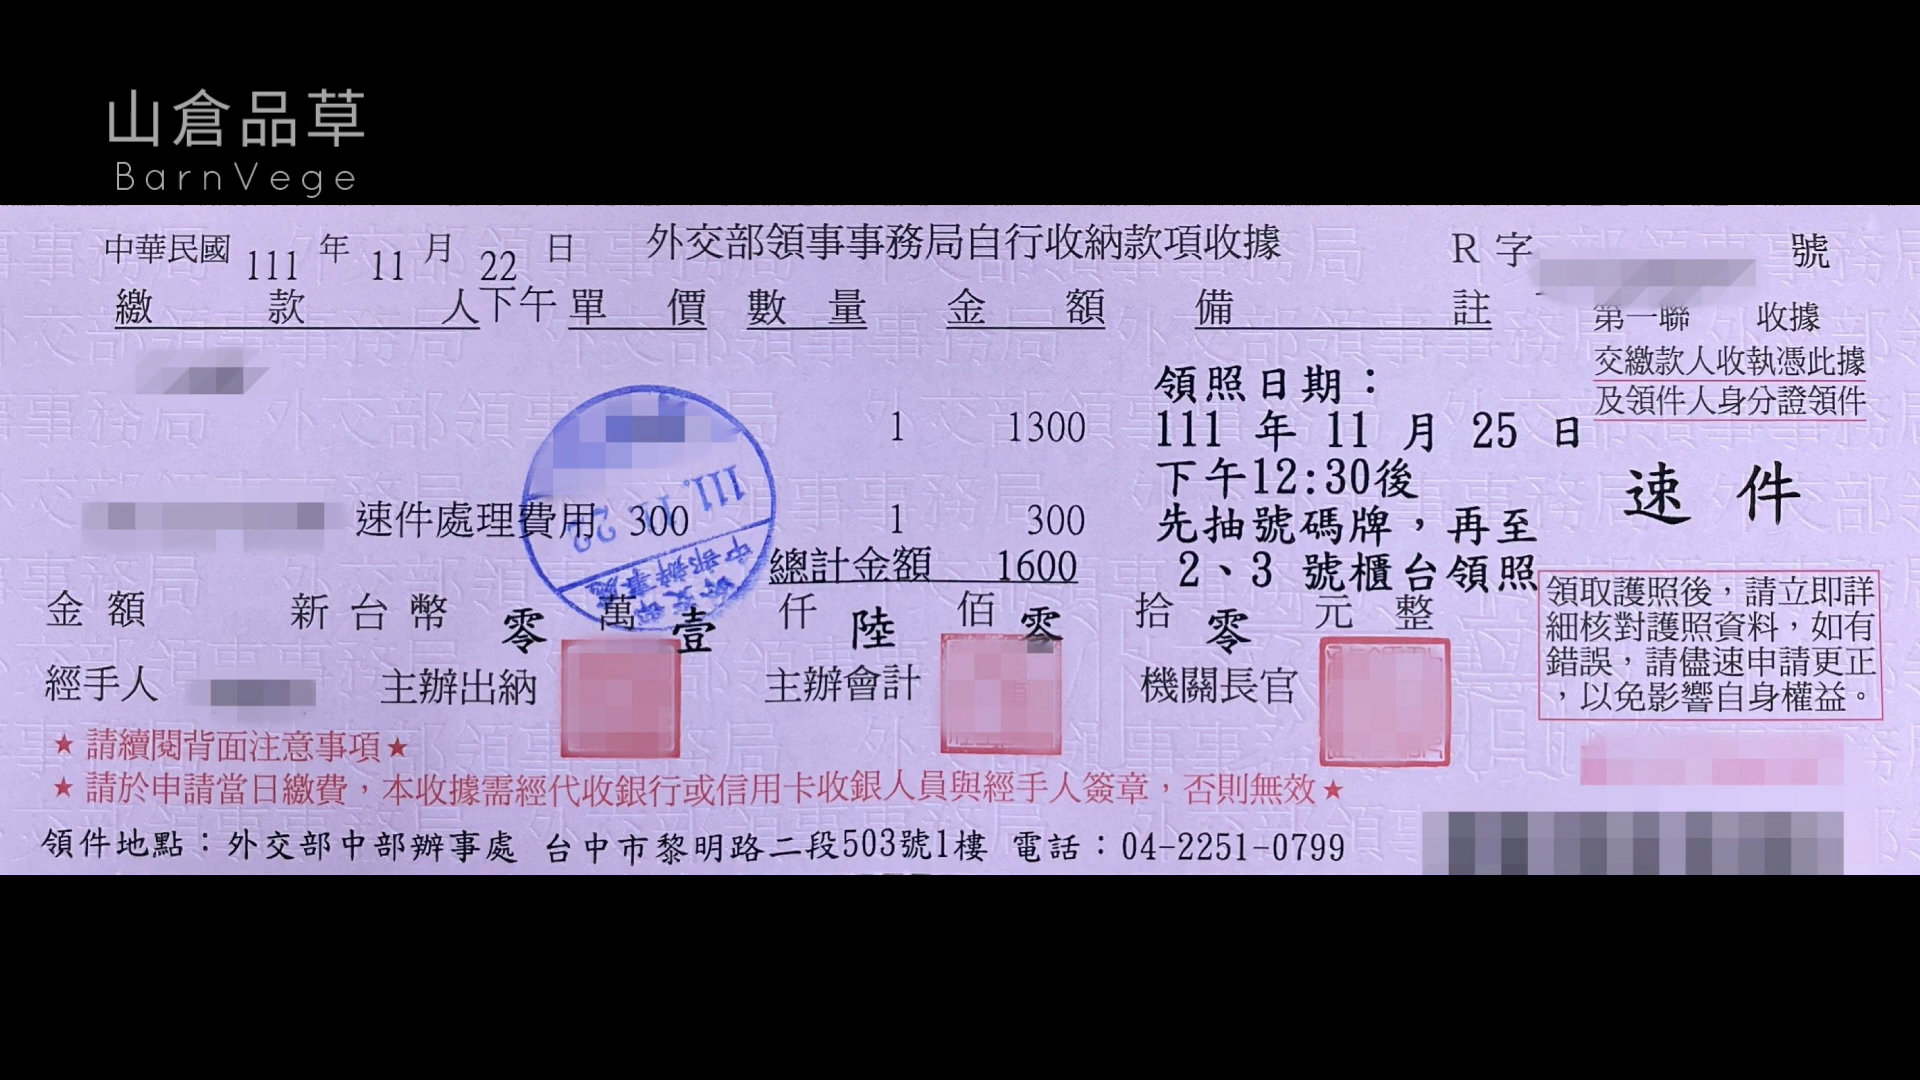 山倉品草
BarnVege
中華民國 111 年 11 月 22 日 外交部領事事務局自行收納款項收據 R 字 號
繳 款 人 下午 單 價 數 量 金 額 備 註
第一聯 收據
交繳款人收執憑此據
及領件人身分證領件
領照日期：
1 1300 111 年 11 月 25 日
下午12:30後
速 件
速件處理費用 300 1 300 先抽號碼牌，再至
總計金額 1600 2、3 號櫃台領照
111. 11. 22
外交部
中部辦事處
金 額 新 台 幣 零 萬 壹 仟 陸 佰 零 拾 零 元 整
領取護照後，請立即詳
細核對護照資料，如有
錯誤，請儘速申請更正
，以免影響自身權益。
經手人 主辦出納 主辦會計 機關長官
★ 請續閱背面注意事項 ★
★ 請於申請當日繳費，本收據需經代收銀行或信用卡收銀人員與經手人簽章，否則無效 ★
領件地點：外交部中部辦事處 台中市黎明路二段503號1樓 電話：04-2251-0799